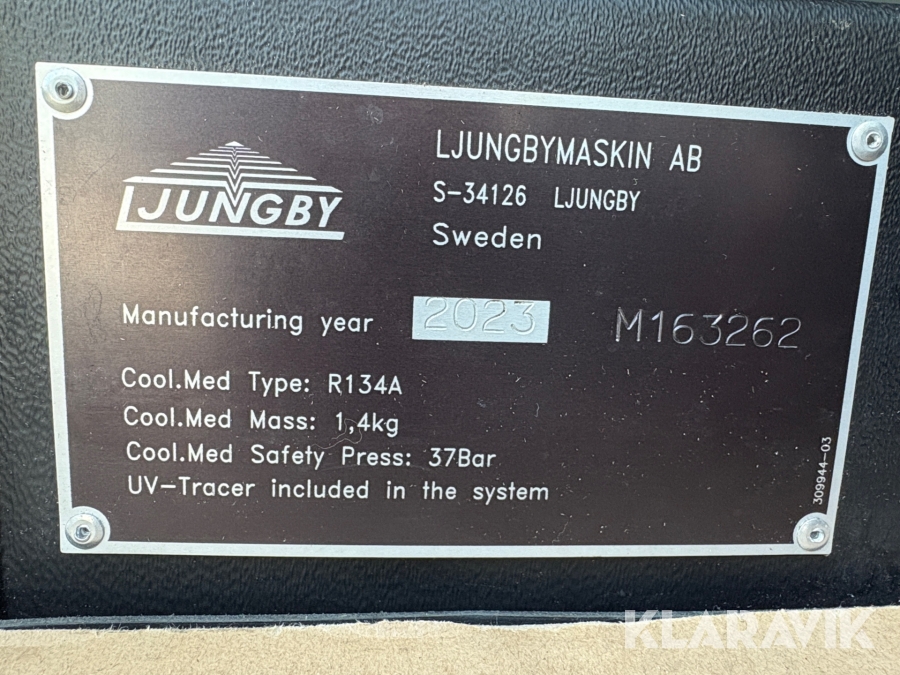 LJUNGBY
LJUNGBYMASKIN AB
S-34126 LJUNGBY
Sweden
Manufacturing year 2023 M163262
Cool.Med Type: R134A
Cool.Med Mass: 1,4kg
Cool.Med Safety Press: 37Bar
UV-Tracer included in the system
309944-03
KLARAVIK